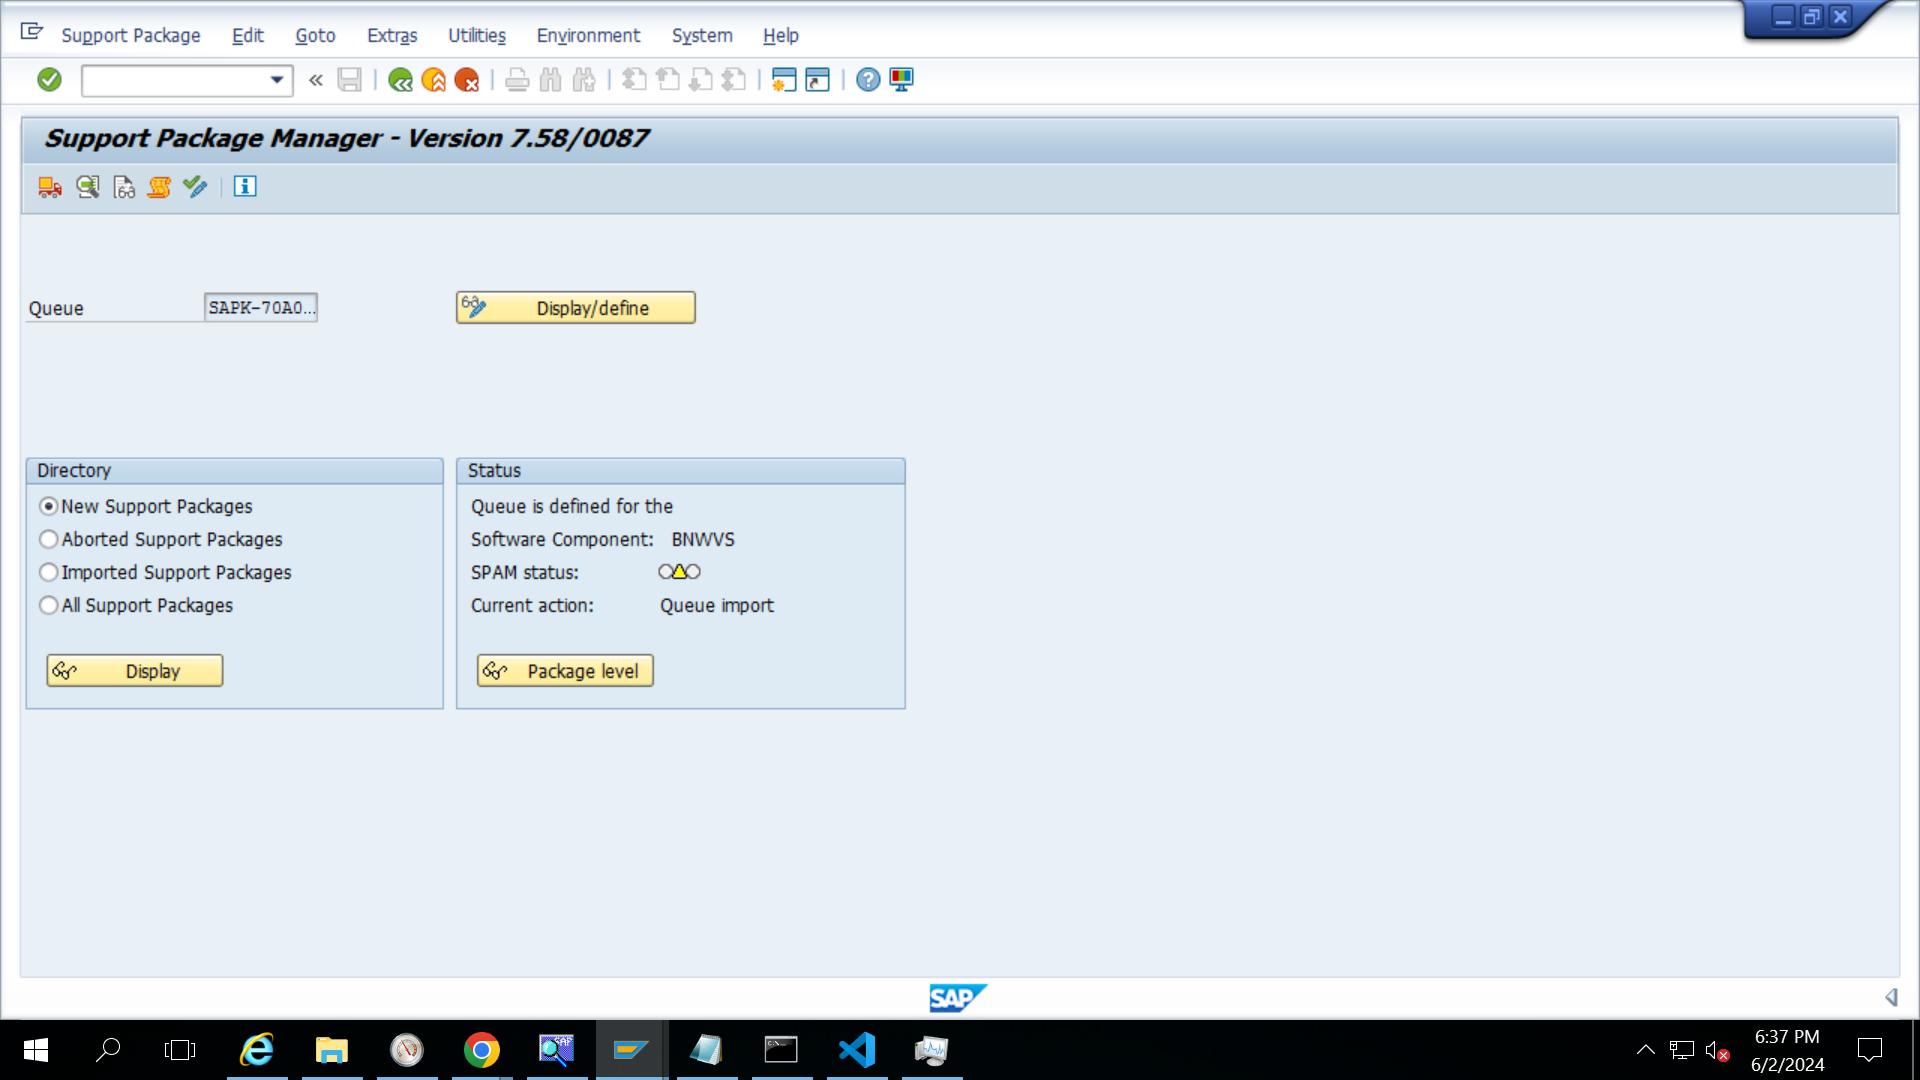 Support Package Edit Goto Extras Utilities Environment System Help
Support Package Manager - Version 7.58/0087
Queue SAPK-70A0... Display/define
Directory
New Support Packages
Aborted Support Packages
Imported Support Packages
All Support Packages
Display
Status
Queue is defined for the
Software Component: BNWVS
SPAM status:
Current action: Queue import
Package level
SAP
SAP
6:37 PM
6/2/2024